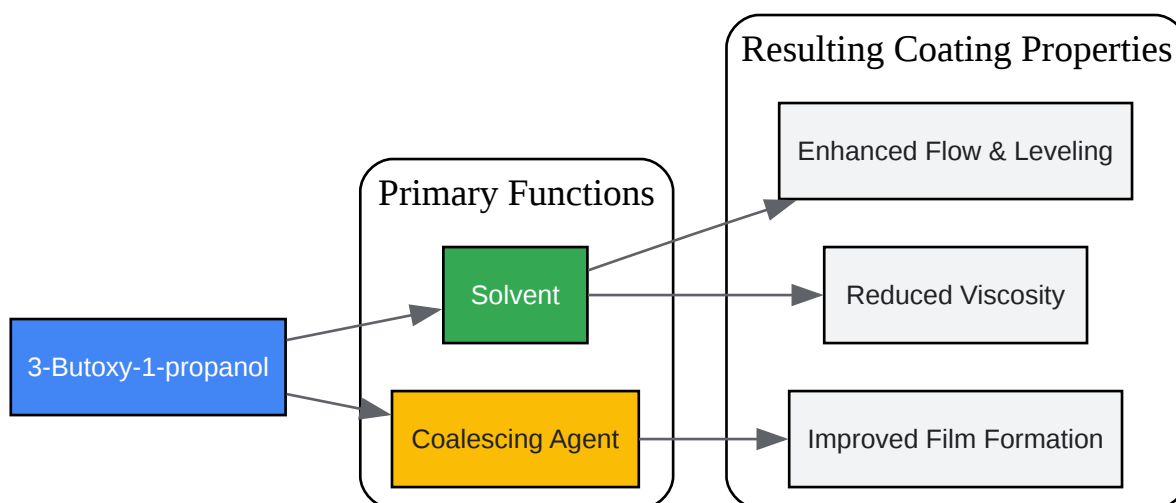 Resulting Coating Properties
Enhanced Flow & Leveling
Primary Functions
Solvent
Reduced Viscosity
3-Butoxy-1-propanol
Coalescing Agent
Improved Film Formation